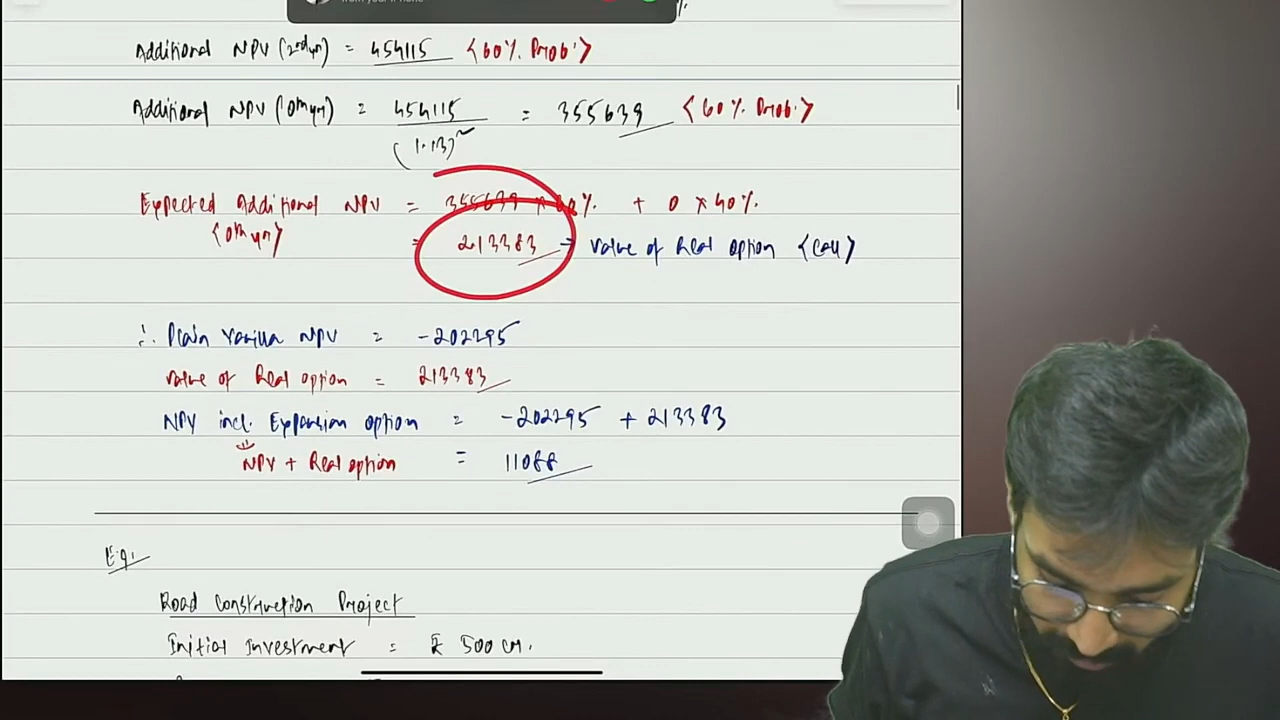 from your iPhone
Additional NPV (2nd yr) = 454115 <60% Prob.>
Additional NPV (0th yr) = 454115 / (1.13)² = 355639 <60% Prob.>
Expected Additional NPV = 355639 × 60% + 0 × 40%.
<0th yr> = 213383 = Value of Real option <Call>
∴ Plain Vanilla NPV = -202295
Value of Real option = 213383
NPV incl. Expansion option = -202295 + 213383
NPV + Real option = 11088
Eg.
Road Construction Project
Initial Investment = ₹ 500 cr.